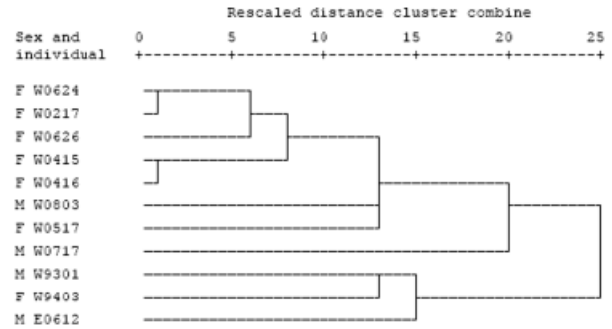 Rescaled distance cluster combine
Sex and 0 5 10 15 20 25
individual
F W0624
F W0217
F W0626
F W0415
F W0416
M W0803
F W0517
M W0717
M W9301
F W9403
M E0612